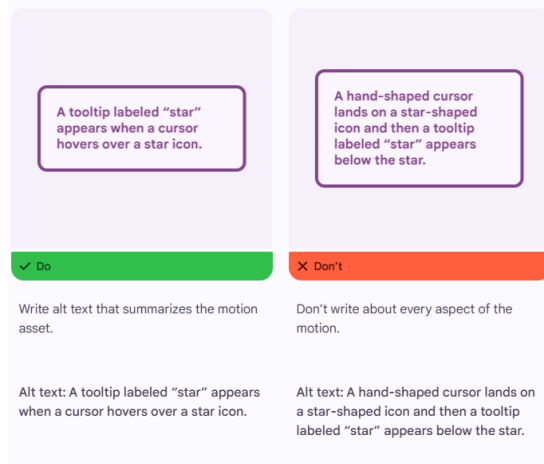 A tooltip labeled “star”
appears when a cursor
hovers over a star icon.
Do
Write alt text that summarizes the motion
asset.
Alt text: A tooltip labeled “star” appears
when a cursor hovers over a star icon.
A hand-shaped cursor
lands on a star-shaped
icon and then a tooltip
labeled “star” appears
below the star.
Don’t
Don’t write about every aspect of the
motion.
Alt text: A hand-shaped cursor lands on
a star-shaped icon and then a tooltip
labeled “star” appears below the star.